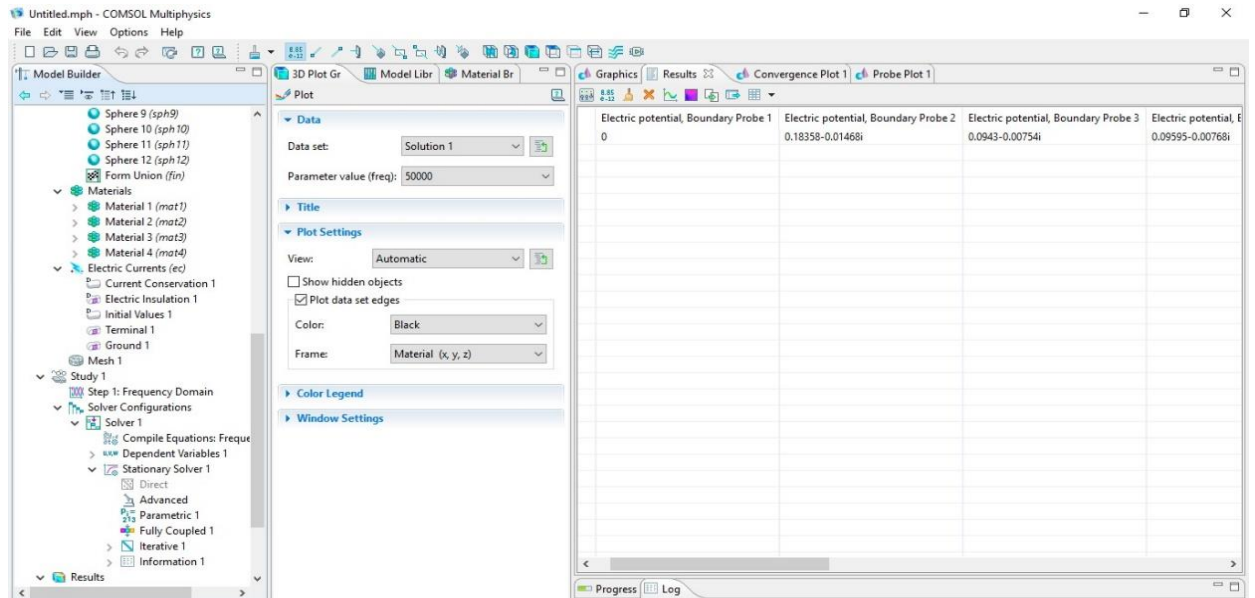 Untitled.mph - COMSOL Multiphysics
File Edit View Options Help
Model Builder
Sphere 9 (sph9)
Sphere 10 (sph10)
Sphere 11 (sph11)
Sphere 12 (sph12)
Form Union (fin)
Materials
Material 1 (mat1)
Material 2 (mat2)
Material 3 (mat3)
Material 4 (mat4)
Electric Currents (ec)
Current Conservation 1
Electric Insulation 1
Initial Values 1
Terminal 1
Ground 1
Mesh 1
Study 1
Step 1: Frequency Domain
Solver Configurations
Solver 1
Compile Equations: Freque
Dependent Variables 1
Stationary Solver 1
Direct
Advanced
Parametric 1
Fully Coupled 1
Iterative 1
Information 1
Results
3D Plot Gr Model Libr Material Br
Plot
Data
Data set: Solution 1
Parameter value (freq): 50000
Title
Plot Settings
View: Automatic
Show hidden objects
Plot data set edges
Color: Black
Frame: Material (x, y, z)
Color Legend
Window Settings
Graphics Results Convergence Plot 1 Probe Plot 1
Electric potential, Boundary Probe 1 Electric potential, Boundary Probe 2 Electric potential, Boundary Probe 3 Electric potential, E
0 0.18358-0.01468i 0.0943-0.00754i 0.09595-0.00768i
Progress Log